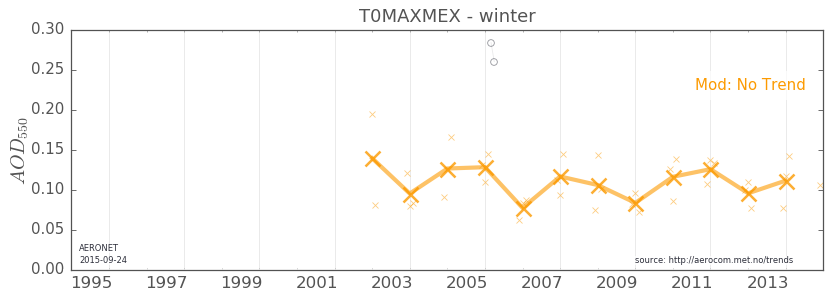 T0MAXMEX - winter
0.30
0.25
0.20
0.15
0.10
0.05
0.00
AOD550
Mod: No Trend
AERONET
2015-09-24
source: http://aerocom.met.no/trends
1995 1997 1999 2001 2003 2005 2007 2009 2011 2013